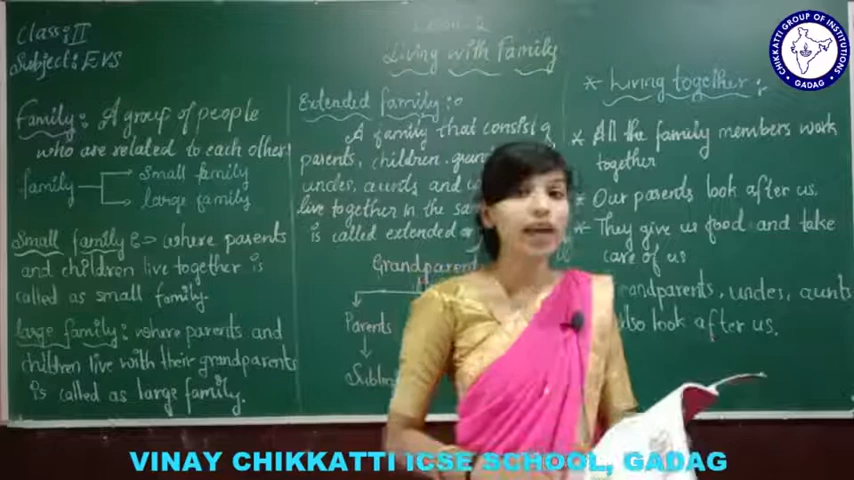 Class: II
Subject: EVS
Living with Family
Family: A group of people
who are related to each other
family small family
large family
Small family :-> where parents
and children live together is
called as small family.
large family: where parents and
children live with their grandparents
is called as large family.
Extended family:
A family that consist of
parents, children
uncles, aunts and
live together in the
is called extended
Grandparent
Parents
* Living together:
* All the family members work
together
* Our parents look after us.
* They give us food and take
care of us
uncles, aunts
look after us.
CHIKKATTI GROUP OF INSTITUTIONS
GADAG
VINAY CHIKKATTI ICSE SCHOOL, GADAG